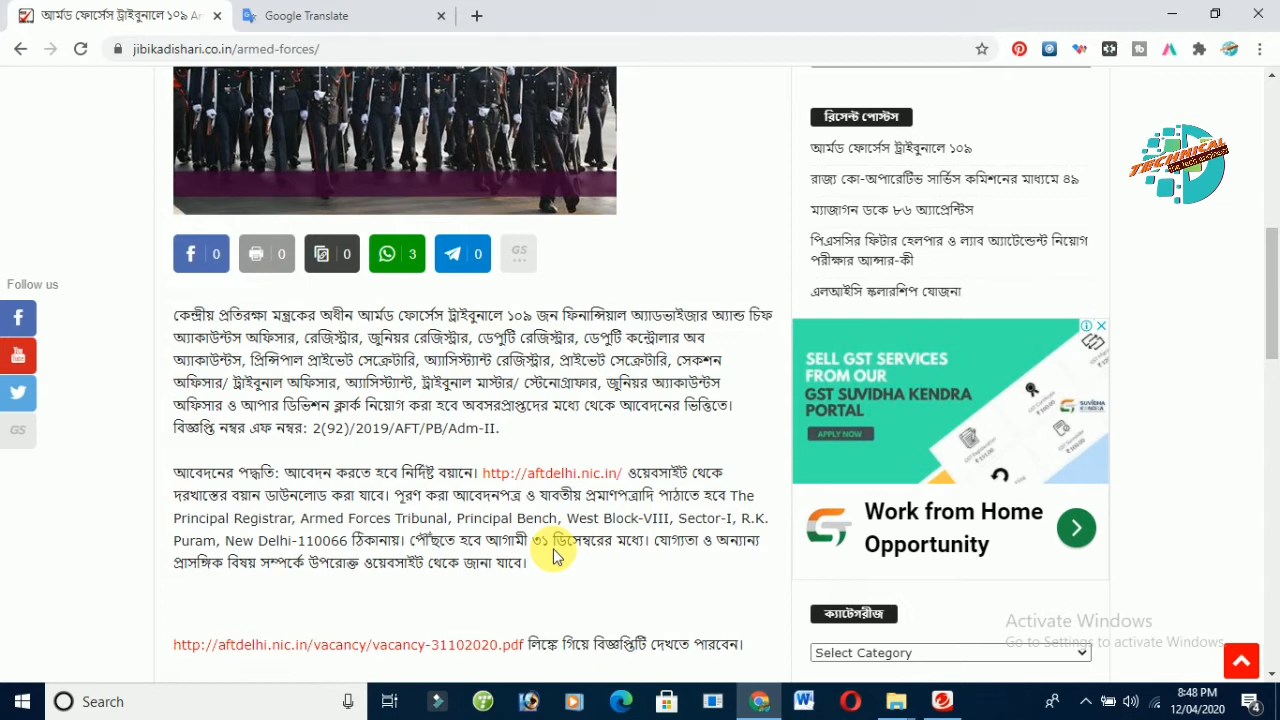 আর্মড ফোর্সেস ট্রাইবুনালে ১০৯ Ar
Google Translate
jibikadishari.co.in/armed-forces/
রিসেন্ট পোস্টস
আর্মড ফোর্সেস ট্রাইবুনালে ১০৯
রাজ্য কো-অপারেটিভ সার্ভিস কমিশনের মাধ্যমে ৪৯
ম্যাজাগন ডকে ৮৬ অ্যাপ্রেন্টিস
পিএসসির ফিটার হেলপার ও ল্যাব অ্যাটেন্ডেন্ট নিয়োগ
পরীক্ষার আন্সার-কী
এলআইসি স্কলারশিপ যোজনা
TECHNICAL
0
0
0
3
0
GS
Follow us
GS
কেন্দ্রীয় প্রতিরক্ষা মন্ত্রকের অধীন আর্মড ফোর্সেস ট্রাইবুনালে ১০৯ জন ফিনান্সিয়াল অ্যাডভাইজার অ্যান্ড চিফ
অ্যাকাউন্টস অফিসার, রেজিস্ট্রার, জুনিয়র রেজিস্ট্রার, ডেপুটি রেজিস্ট্রার, ডেপুটি কন্ট্রোলার অব
অ্যাকাউন্টস, প্রিন্সিপাল প্রাইভেট সেক্রেটারি, অ্যাসিস্ট্যান্ট রেজিস্ট্রার, প্রাইভেট সেক্রেটারি, সেকশন
অফিসার/ ট্রাইবুনাল অফিসার, অ্যাসিস্ট্যান্ট, ট্রাইবুনাল মাস্টার/ স্টেনোগ্রাফার, জুনিয়র অ্যাকাউন্টস
অফিসার ও আপার ডিভিশন ক্লার্ক নিয়োগ করা হবে অবসরপ্রাপ্তদের মধ্যে থেকে আবেদনের ভিত্তিতে।
বিজ্ঞপ্তি নম্বর এফ নম্বর: 2(92)/2019/AFT/PB/Adm-II.
আবেদনের পদ্ধতি: আবেদন করতে হবে নির্দিষ্ট বয়ানে। http://aftdelhi.nic.in/ ওয়েবসাইট থেকে
দরখাস্তের বয়ান ডাউনলোড করা যাবে। পূরণ করা আবেদনপত্র ও যাবতীয় প্রমাণপত্রাদি পাঠাতে হবে The
Principal Registrar, Armed Forces Tribunal, Principal Bench, West Block-VIII, Sector-I, R.K.
Puram, New Delhi-110066 ঠিকানায়। পৌঁছতে হবে আগামী ৩১ ডিসেম্বরের মধ্যে। যোগ্যতা ও অন্যান্য
প্রাসঙ্গিক বিষয় সম্পর্কে উপরোক্ত ওয়েবসাইট থেকে জানা যাবে।
http://aftdelhi.nic.in/vacancy/vacancy-31102020.pdf লিঙ্কে গিয়ে বিজ্ঞপ্তিটি দেখতে পারবেন।
SELL GST SERVICES
FROM OUR
GST SUVIDHA KENDRA
PORTAL
APPLY NOW
Work from Home
Opportunity
ক্যাটেগরীজ
Select Category
Activate Windows
Go to Settings to activate Windows.
Search
8:48 PM
12/04/2020
4